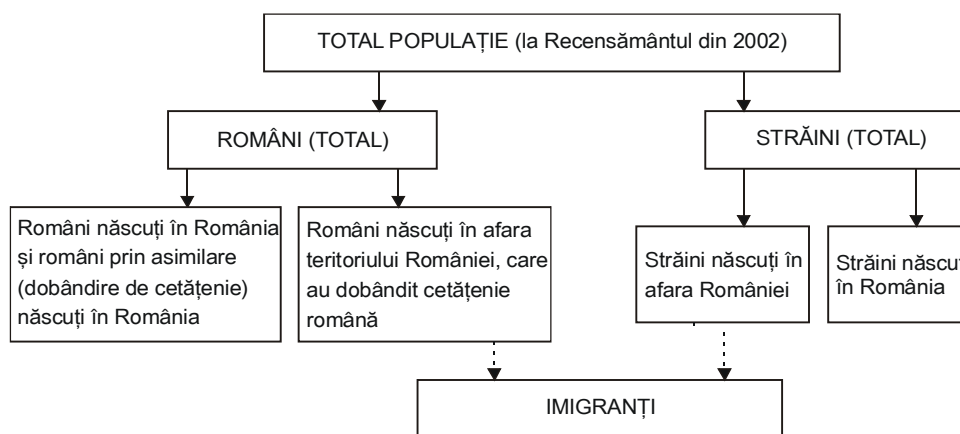 TOTAL POPULAȚIE (la Recensământul din 2002)
ROMÂNI (TOTAL)
STRĂINI (TOTAL)
Români născuți în România
și români prin asimilare
(dobândire de cetățenie)
născuți în România
Români născuți în afara
teritoriului României, care
au dobândit cetățenie
română
Străini născuți în
afara României
Străini născuț
în România
IMIGRANȚI